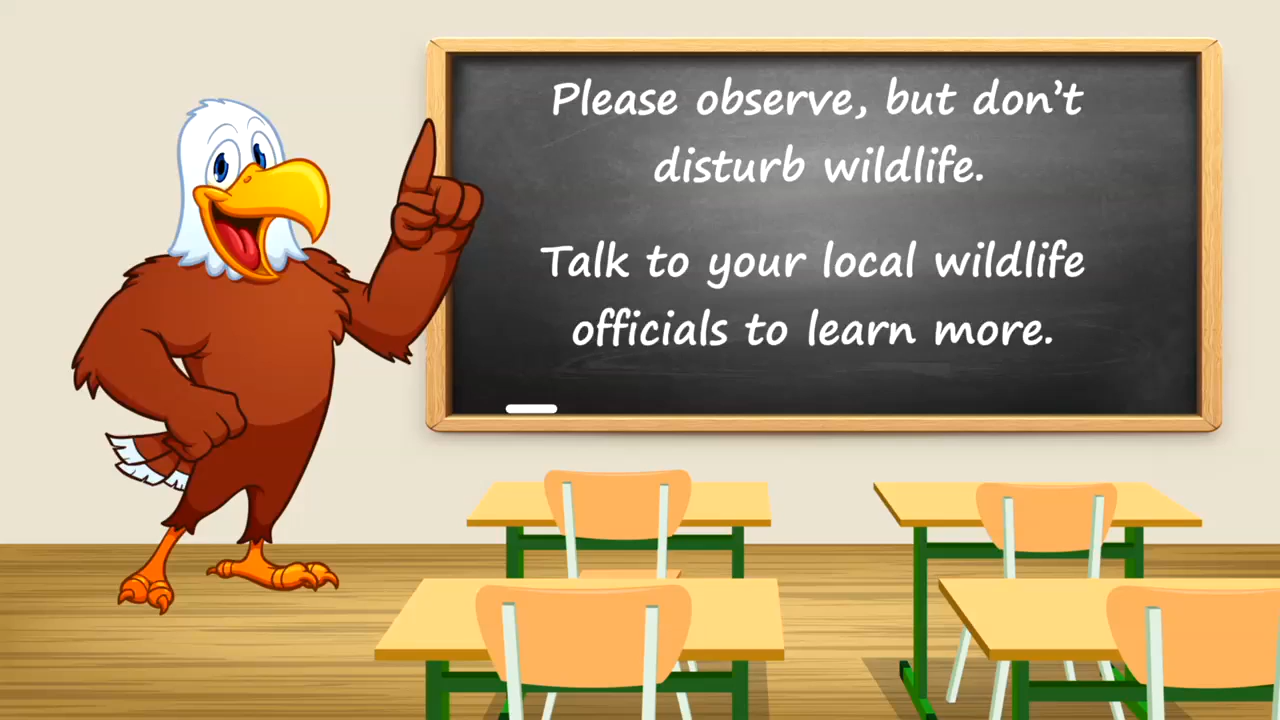 Please observe, but don't
disturb wildlife.
Talk to your local wildlife
officials to learn more.